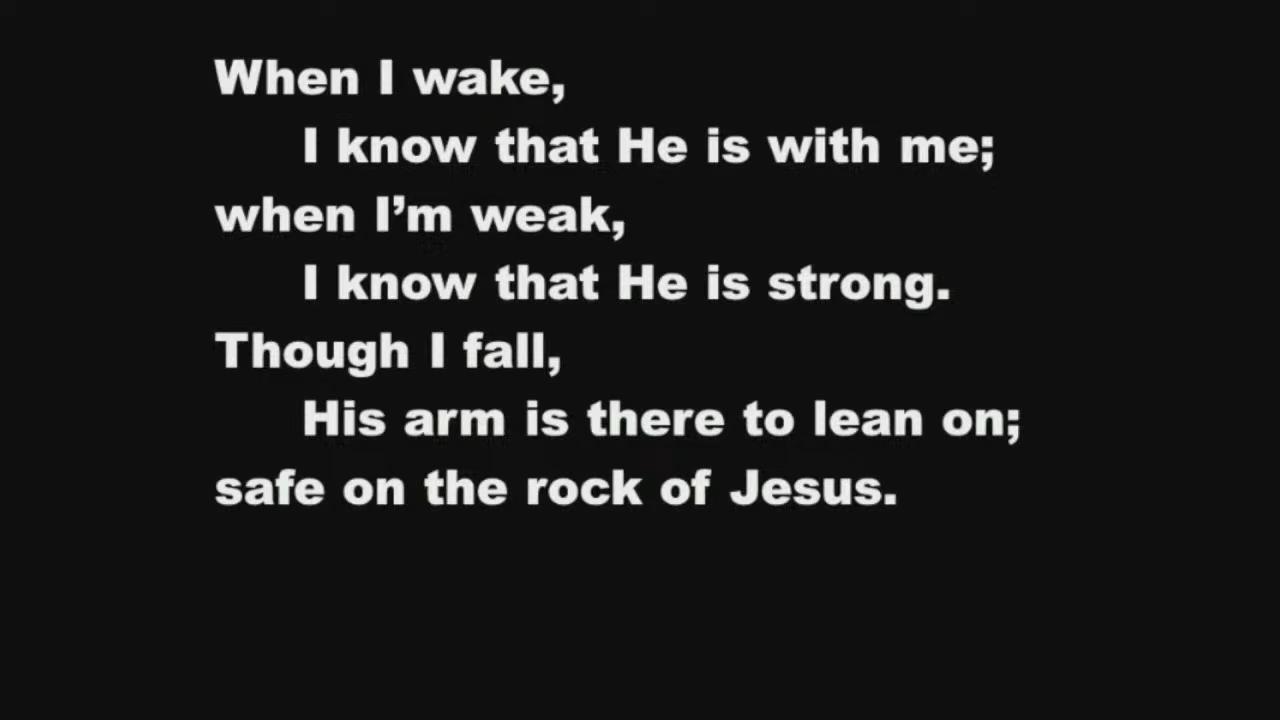 When I wake,
I know that He is with me;
when I’m weak,
I know that He is strong.
Though I fall,
His arm is there to lean on;
safe on the rock of Jesus.